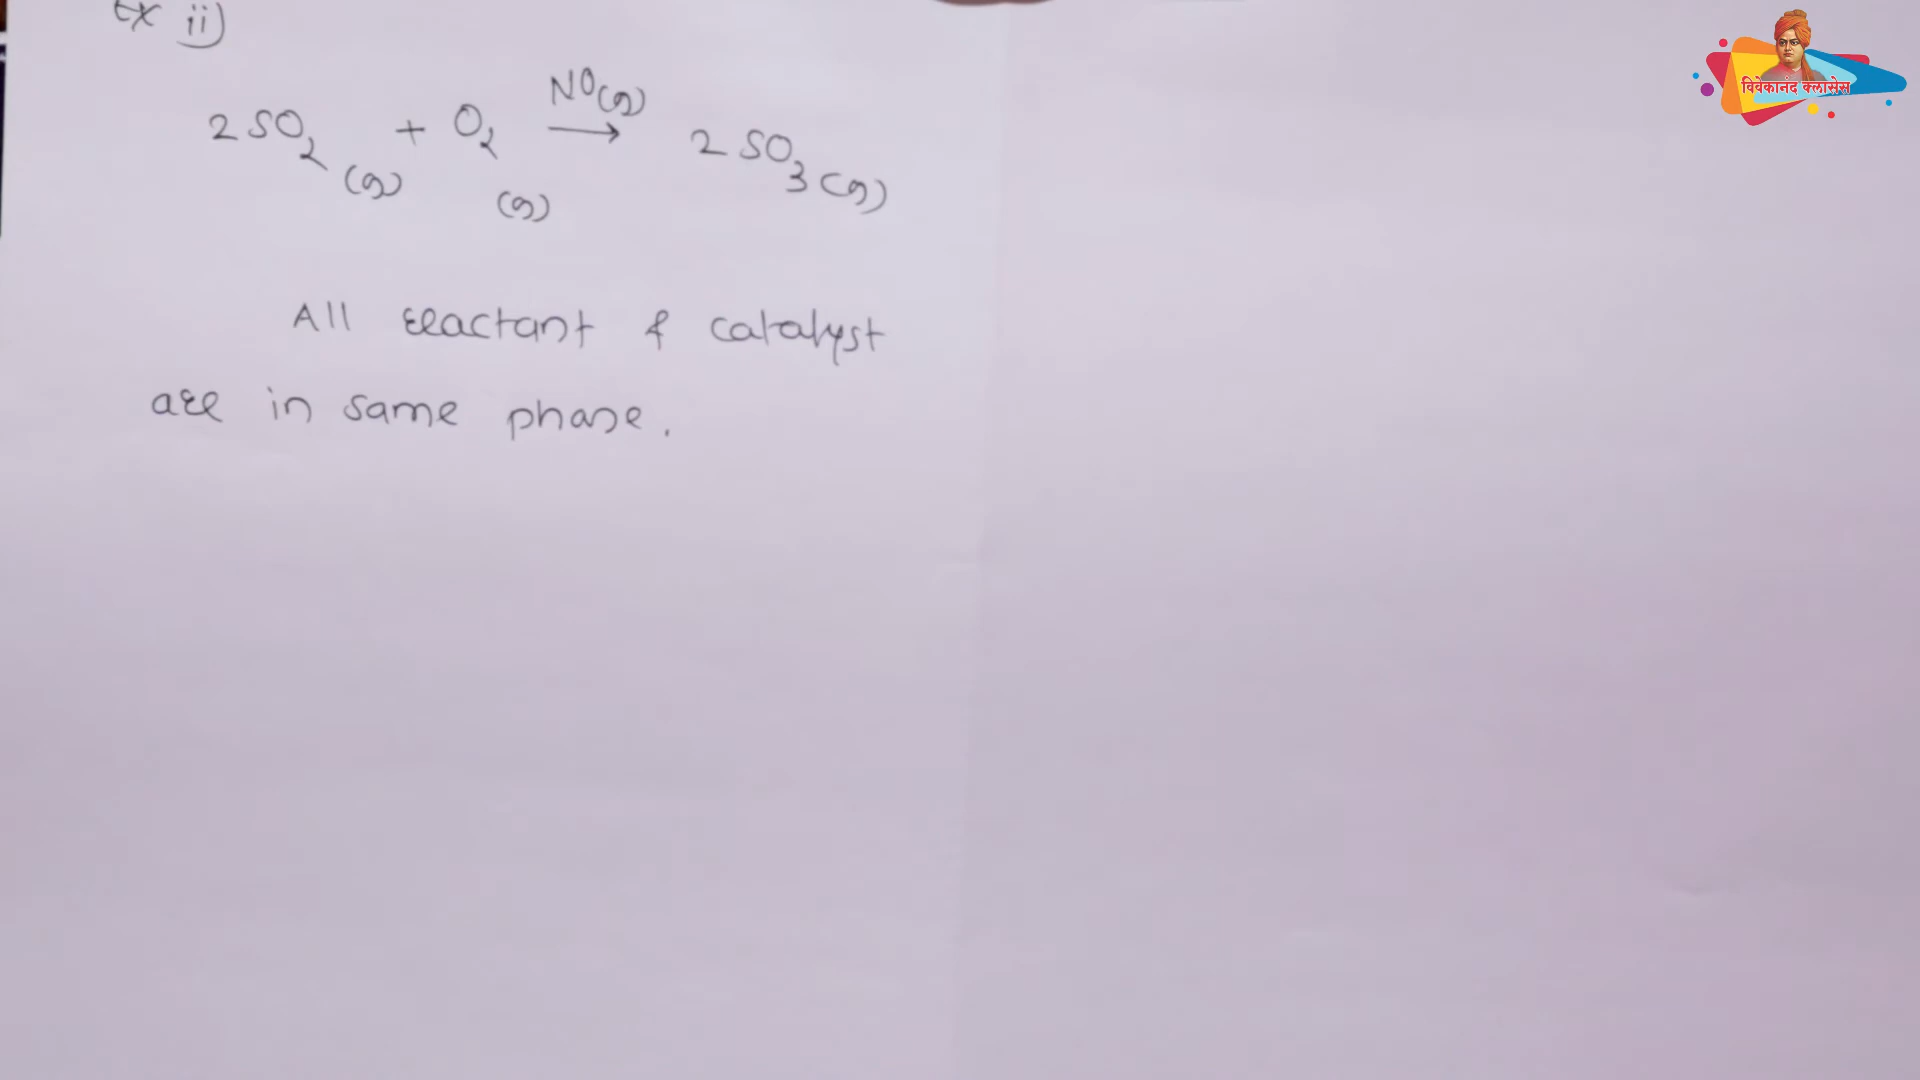 Ex ii)
2SO₂(g) + O₂(g) NO(g)→ 2SO₃(g)
All reactant & catalyst
are in same phase.
विवेकानंद क्लासेस